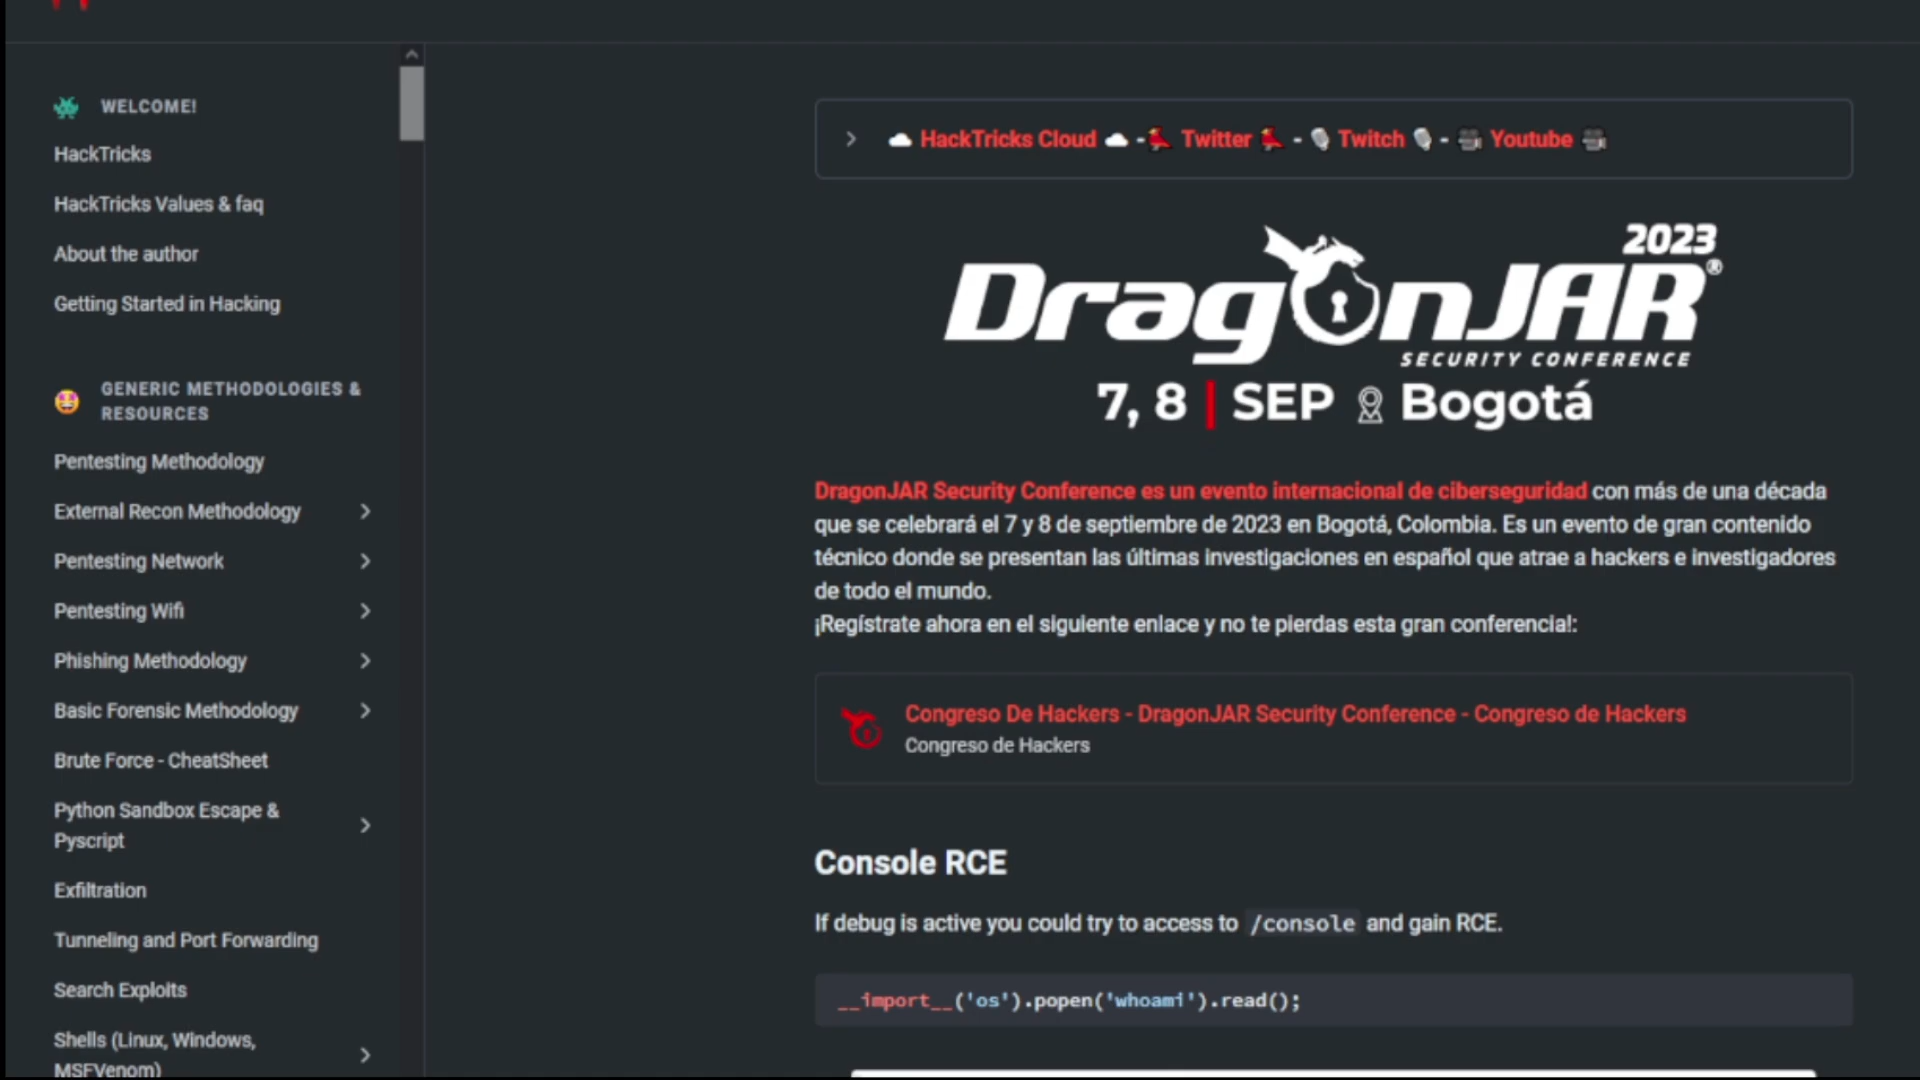 WELCOME!
HackTricks
HackTricks Values & faq
About the author
Getting Started in Hacking
GENERIC METHODOLOGIES &
RESOURCES
Pentesting Methodology
External Recon Methodology
Pentesting Network
Pentesting Wifi
Phishing Methodology
Basic Forensic Methodology
Brute Force - CheatSheet
Python Sandbox Escape &
Pyscript
Exfiltration
Tunneling and Port Forwarding
Search Exploits
Shells (Linux, Windows,
MSFVenom)
HackTricks Cloud - Twitter - Twitch - Youtube
2023
DragonJAR®
SECURITY CONFERENCE
7, 8 | SEP Bogotá
DragonJAR Security Conference es un evento internacional de ciberseguridad con más de una década
que se celebrará el 7 y 8 de septiembre de 2023 en Bogotá, Colombia. Es un evento de gran contenido
técnico donde se presentan las últimas investigaciones en español que atrae a hackers e investigadores
de todo el mundo.
¡Regístrate ahora en el siguiente enlace y no te pierdas esta gran conferencia!:
Congreso De Hackers - DragonJAR Security Conference - Congreso de Hackers
Congreso de Hackers
Console RCE
If debug is active you could try to access to /console and gain RCE.
__import__('os').popen('whoami').read();